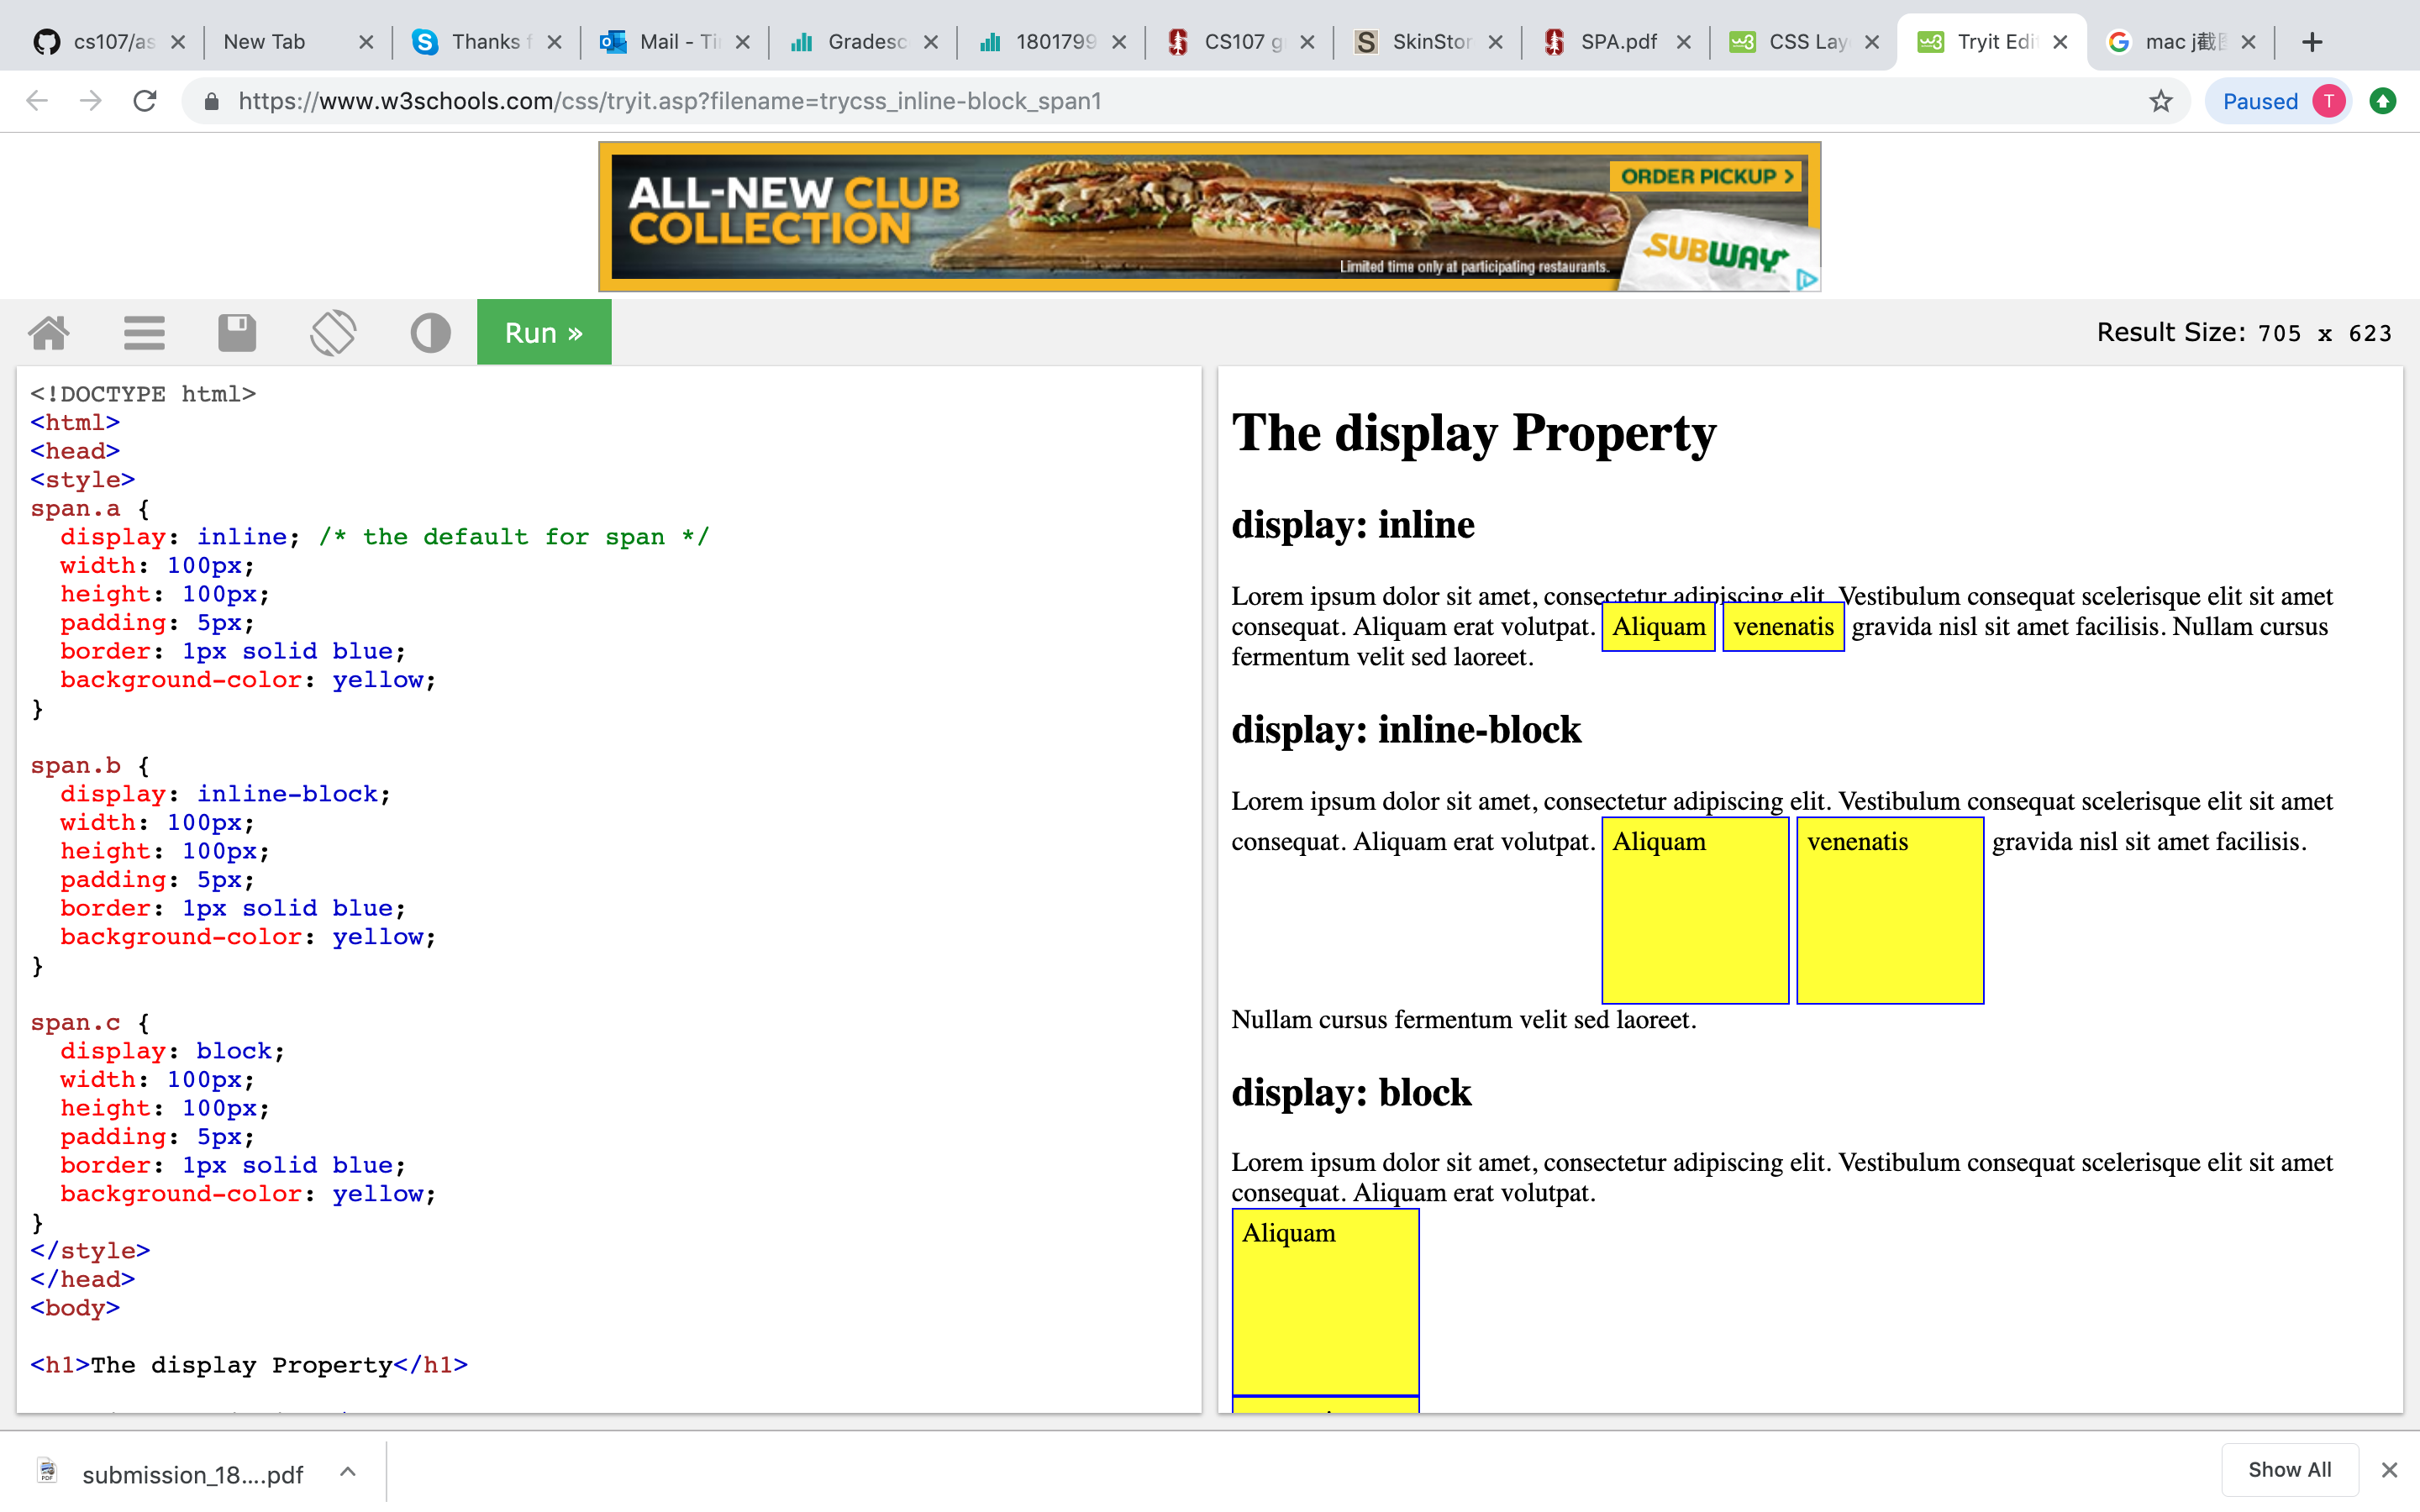 cs107/as
New Tab
Thanks f
Mail - Ti
Gradesc
1801799
CS107 g
SkinStor
SPA.pdf
CSS Lay
Tryit Edi
mac j截图
https://www.w3schools.com/css/tryit.asp?filename=trycss_inline-block_span1
Paused
T
ALL-NEW CLUB
COLLECTION
ORDER PICKUP >
SUBWAY
Limited time only at participating restaurants.
Run »
Result Size: 705 x 623
<!DOCTYPE html>
<html>
<head>
<style>
span.a {
  display: inline; /* the default for span */
  width: 100px;
  height: 100px;
  padding: 5px;
  border: 1px solid blue;
  background-color: yellow;
}
span.b {
  display: inline-block;
  width: 100px;
  height: 100px;
  padding: 5px;
  border: 1px solid blue;
  background-color: yellow;
}
span.c {
  display: block;
  width: 100px;
  height: 100px;
  padding: 5px;
  border: 1px solid blue;
  background-color: yellow;
}
</style>
</head>
<body>
<h1>The display Property</h1>
The display Property
display: inline
Lorem ipsum dolor sit amet, consectetur adipiscing elit. Vestibulum consequat scelerisque elit sit amet
consequat. Aliquam erat volutpat. Aliquam venenatis gravida nisl sit amet facilisis. Nullam cursus
fermentum velit sed laoreet.
display: inline-block
Lorem ipsum dolor sit amet, consectetur adipiscing elit. Vestibulum consequat scelerisque elit sit amet
consequat. Aliquam erat volutpat. Aliquam venenatis gravida nisl sit amet facilisis.
Nullam cursus fermentum velit sed laoreet.
display: block
Lorem ipsum dolor sit amet, consectetur adipiscing elit. Vestibulum consequat scelerisque elit sit amet
consequat. Aliquam erat volutpat.
Aliquam
submission_18....pdf
Show All